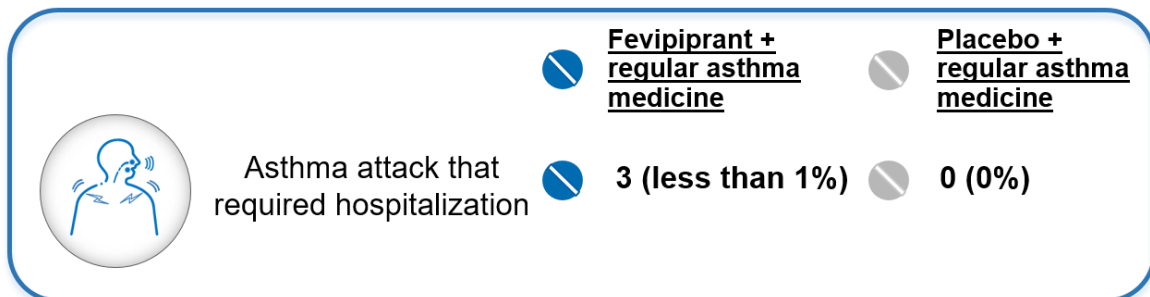 Fevipiprant +
regular asthma
medicine
Placebo +
regular asthma
medicine
Asthma attack that
required hospitalization
3 (less than 1%)
0 (0%)